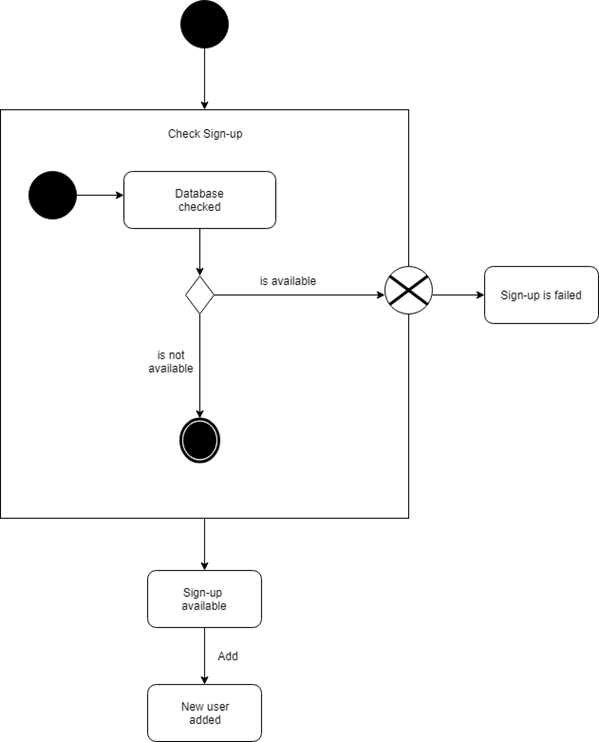 Check Sign-up
Database
checked
is available
Sign-up is failed
is not
available
Sign-up
available
Add
New user
added